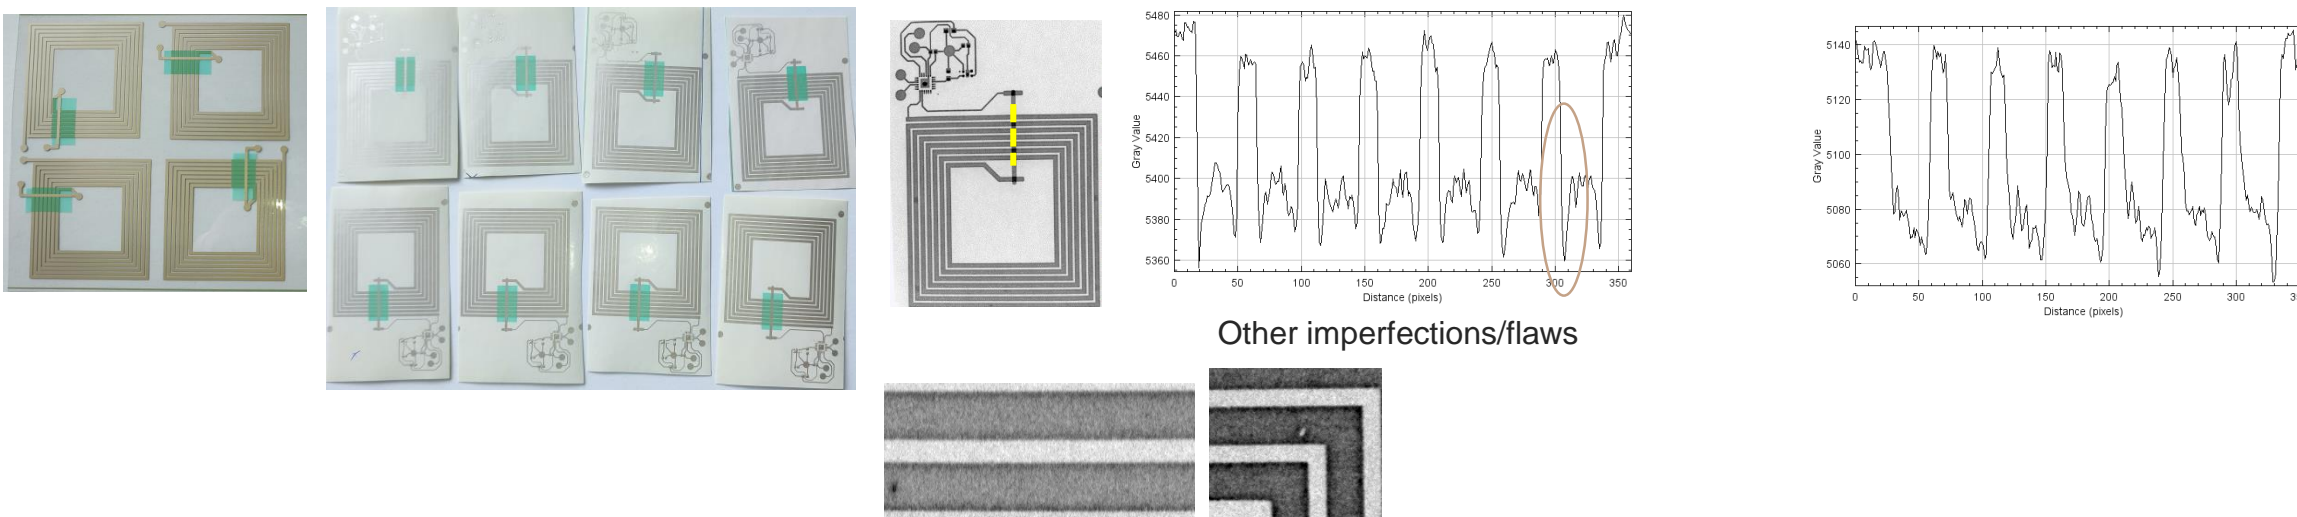 5480
5460
5440
5420
5400
5380
5360
Gray Value
0 50 100 150 200 250 300 350
Distance (pixels)
Other imperfections/flaws
5140
5120
5100
5080
5060
Gray Value
0 50 100 150 200 250 300
Distance (pixels)